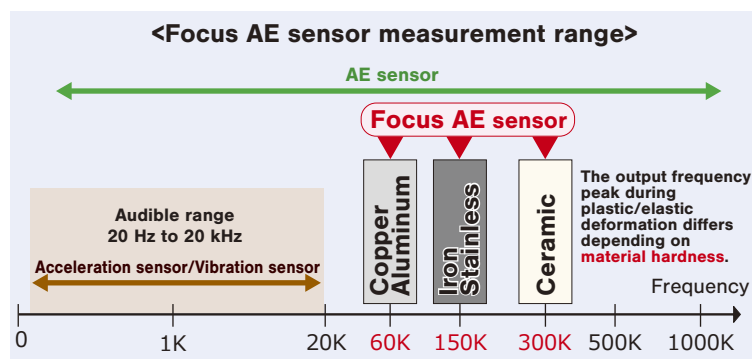 <Focus AE sensor measurement range>
AE sensor
Focus AE sensor
Audible range
20 Hz to 20 kHz
Acceleration sensor/Vibration sensor
Copper
Aluminum
Iron
Stainless
Ceramic
The output frequency
peak during
plastic/elastic
deformation differs
depending on
material hardness.
Frequency
0 1K 20K 60K 150K 300K 500K 1000K